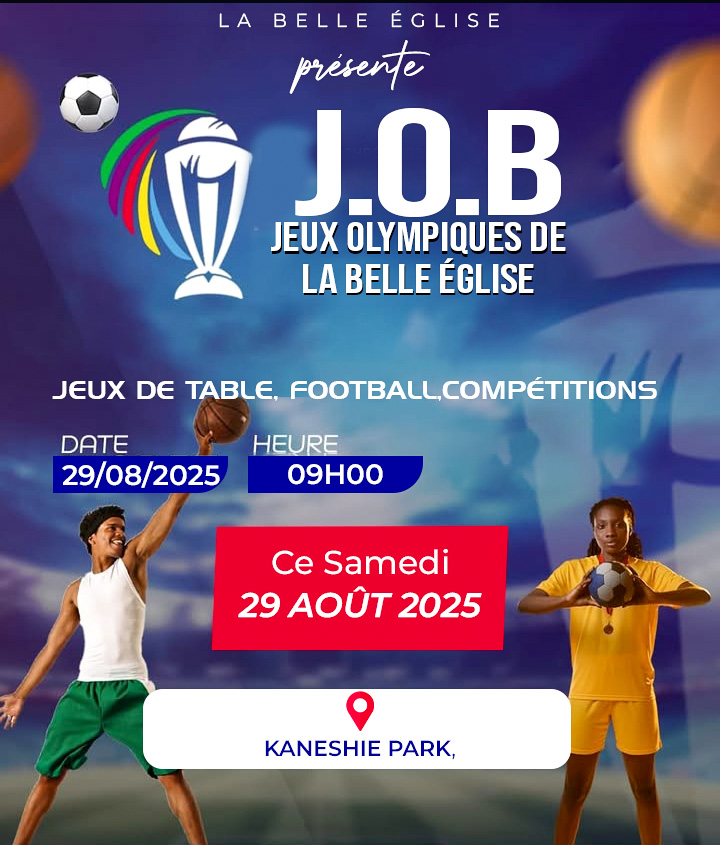 LA BELLE ÉGLISE
présente
J.O.B
JEUX OLYMPIQUES DE
LA BELLE ÉGLISE
JEUX DE TABLE, FOOTBALL,COMPÉTITIONS
DATE HEURE
29/08/2025 09H00
Ce Samedi
29 AOÛT 2025
KANESHIE PARK,